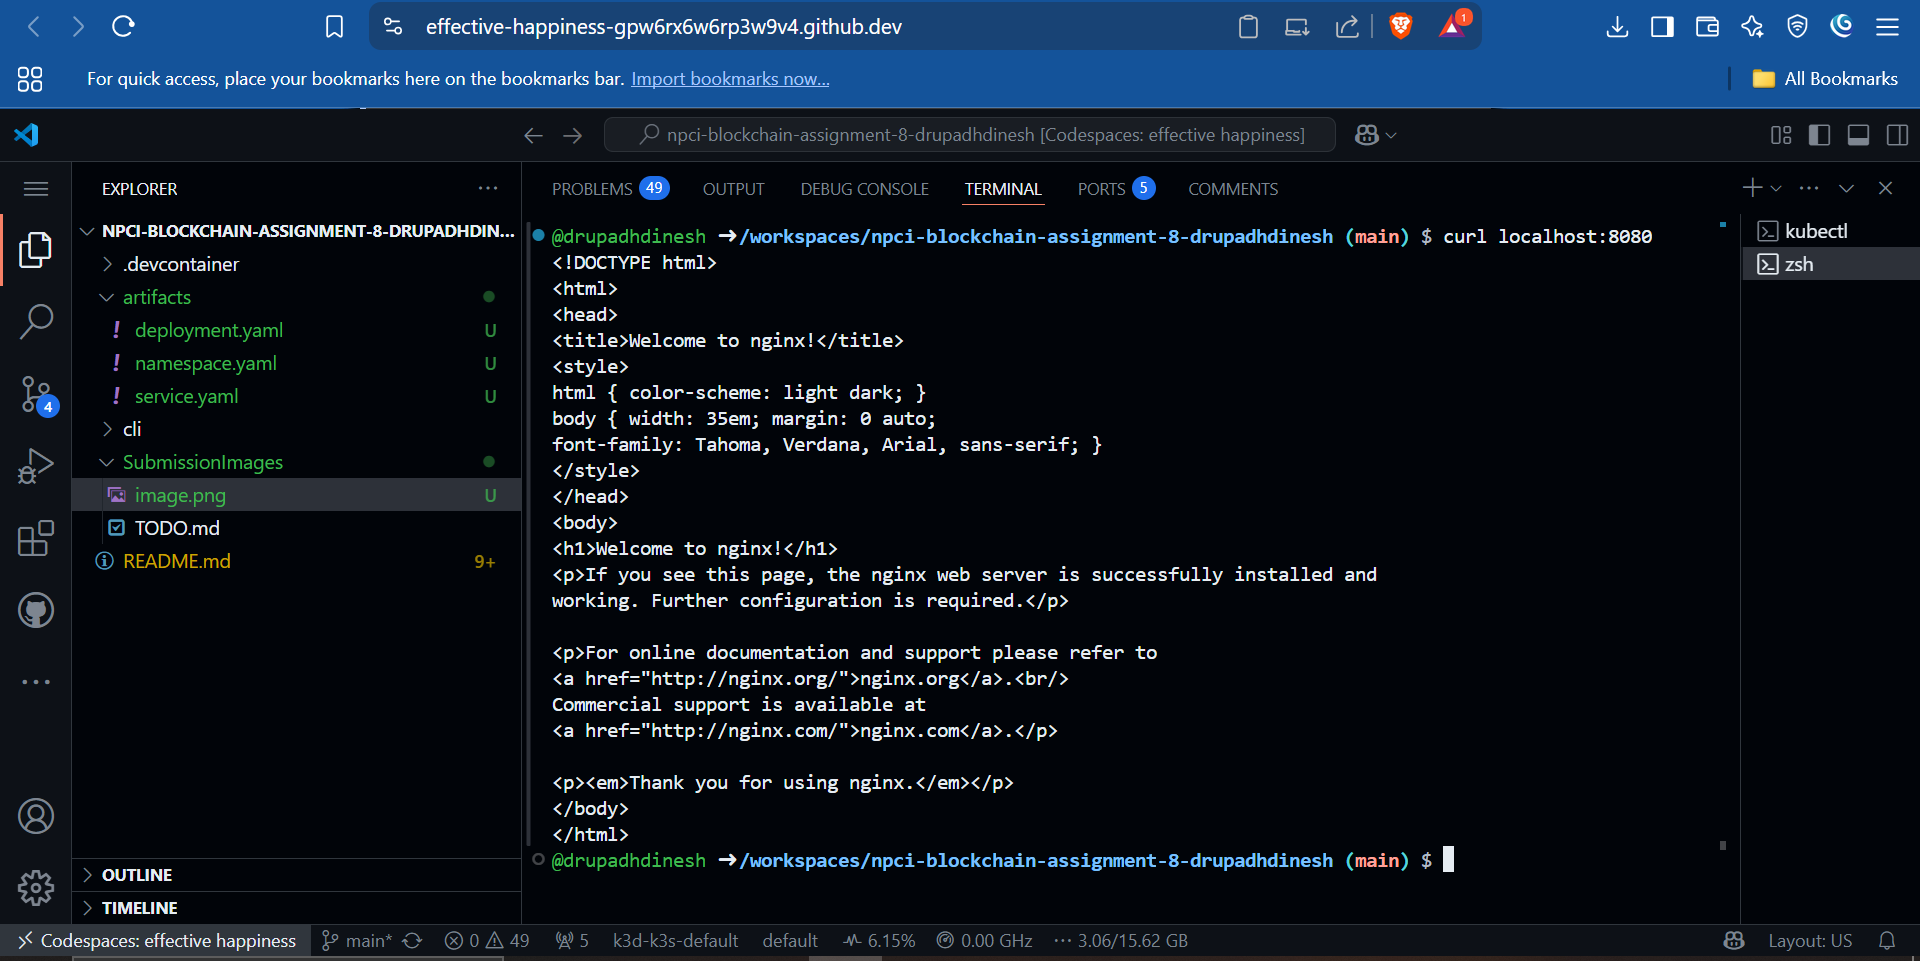 effective-happiness-gpw6rx6w6rp3w9v4.github.dev
1
For quick access, place your bookmarks here on the bookmarks bar. Import bookmarks now...
All Bookmarks
npci-blockchain-assignment-8-drupadhdinesh [Codespaces: effective happiness]
EXPLORER
NPCI-BLOCKCHAIN-ASSIGNMENT-8-DRUPADHDIN...
.devcontainer
artifacts
! deployment.yaml U
! namespace.yaml U
! service.yaml U
cli
SubmissionImages
image.png U
TODO.md
README.md 9+
4
OUTLINE
TIMELINE
PROBLEMS 49 OUTPUT DEBUG CONSOLE TERMINAL PORTS 5 COMMENTS
@drupadhdinesh ➜/workspaces/npci-blockchain-assignment-8-drupadhdinesh (main) $ curl localhost:8080
<!DOCTYPE html>
<html>
<head>
<title>Welcome to nginx!</title>
<style>
html { color-scheme: light dark; }
body { width: 35em; margin: 0 auto;
font-family: Tahoma, Verdana, Arial, sans-serif; }
</style>
</head>
<body>
<h1>Welcome to nginx!</h1>
<p>If you see this page, the nginx web server is successfully installed and
working. Further configuration is required.</p>
<p>For online documentation and support please refer to
<a href="http://nginx.org/">nginx.org</a>.<br/>
Commercial support is available at
<a href="http://nginx.com/">nginx.com</a>.</p>
<p><em>Thank you for using nginx.</em></p>
</body>
</html>
@drupadhdinesh ➜/workspaces/npci-blockchain-assignment-8-drupadhdinesh (main) $
kubectl
zsh
Codespaces: effective happiness main* 0 49 5 k3d-k3s-default default 6.15% 0.00 GHz 3.06/15.62 GB Layout: US